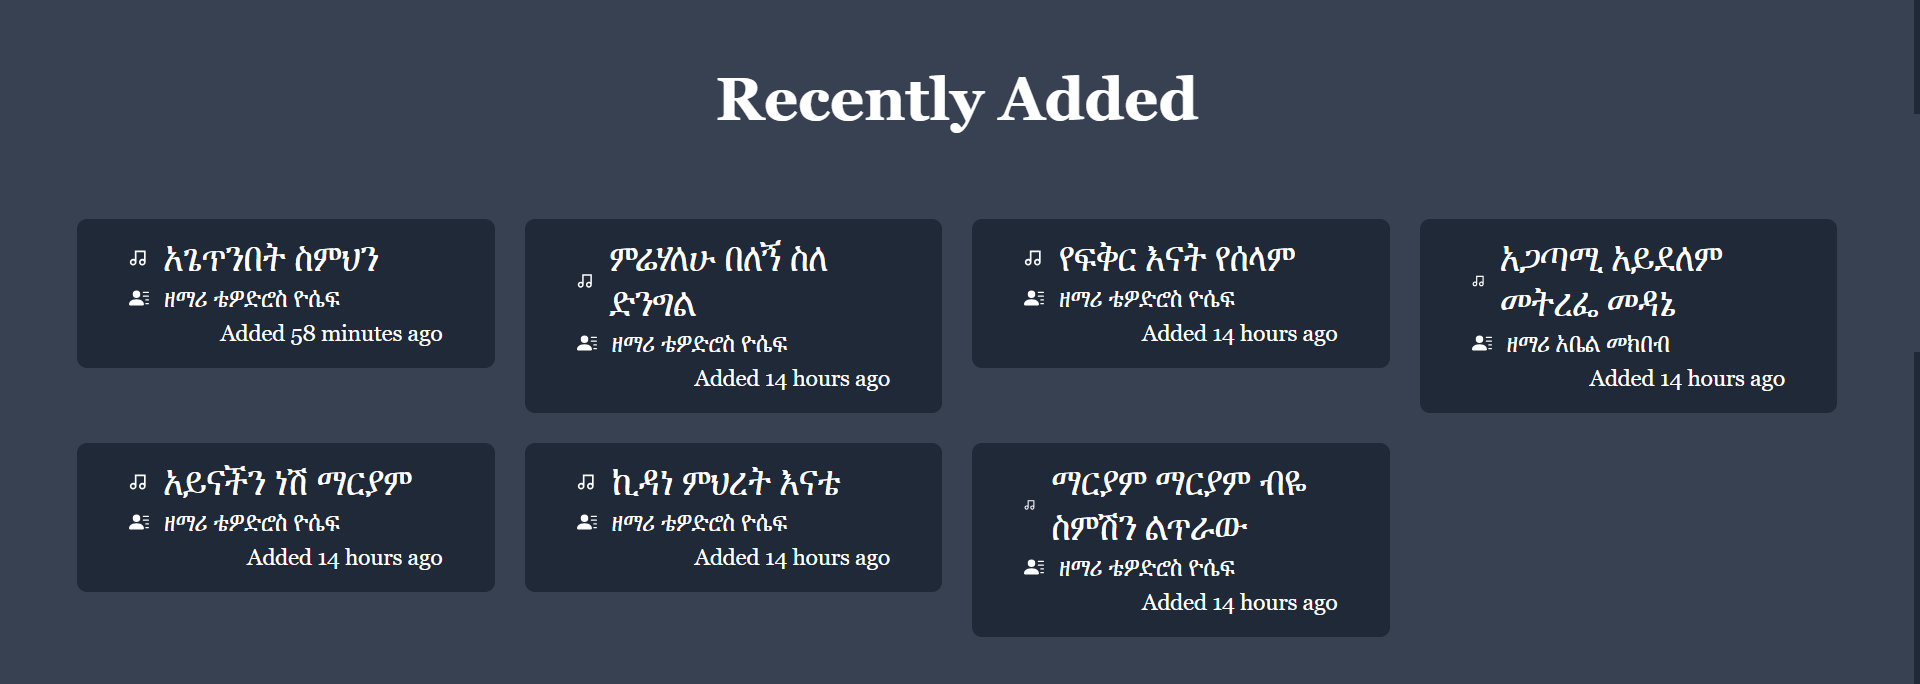 Recently Added
አጌጥንበት ስምህን
ዘማሪ ቴዎድሮስ ዮሴፍ
Added 58 minutes ago
ምሬሃለሁ በለኝ ስለ
ድንግል
ዘማሪ ቴዎድሮስ ዮሴፍ
Added 14 hours ago
የፍቅር እናት የሰላም
ዘማሪ ቴዎድሮስ ዮሴፍ
Added 14 hours ago
አጋጣሚ አይደለም
መትረፌ መዳኔ
ዘማሪ አቤል መክበብ
Added 14 hours ago
አይናችን ነሽ ማርያም
ዘማሪ ቴዎድሮስ ዮሴፍ
Added 14 hours ago
ኪዳነ ምህረት እናቴ
ዘማሪ ቴዎድሮስ ዮሴፍ
Added 14 hours ago
ማርያም ማርያም ብዬ
ስምሽን ልጥራው
ዘማሪ ቴዎድሮስ ዮሴፍ
Added 14 hours ago